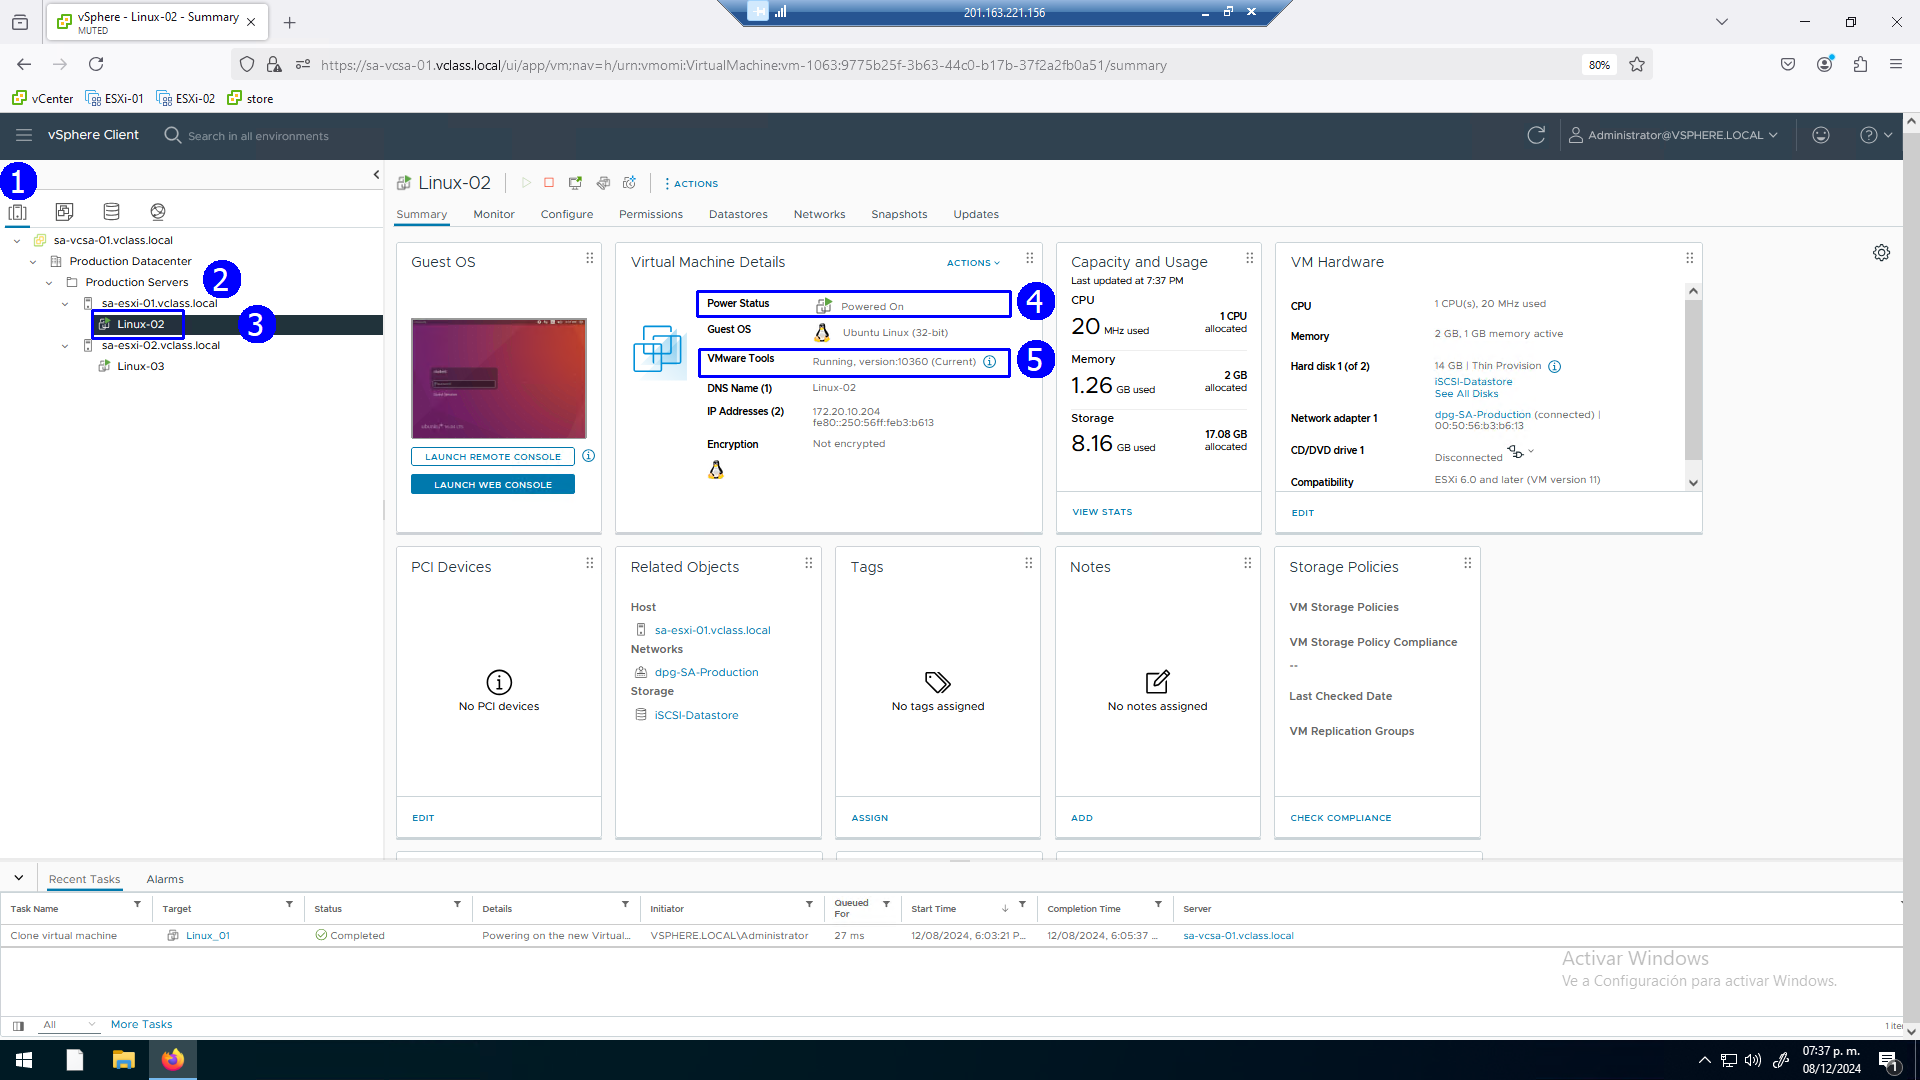 vSphere - Linux-02 - Summary
MUTED
201.163.221.156
https://sa-vcsa-01.vclass.local/ui/app/vm;nav=h/urn:vmomi:VirtualMachine:vm-1063:9775b25f-3b63-44c0-b17b-37f2a2fb0a51/summary
80%
vCenter ESXi-01 ESXi-02 store
vSphere Client
Search in all environments
Administrator@VSPHERE.LOCAL
1
sa-vcsa-01.vclass.local
Production Datacenter
Production Servers
2
sa-esxi-01.vclass.local
Linux-02
3
sa-esxi-02.vclass.local
Linux-03
Linux-02
ACTIONS
Summary Monitor Configure Permissions Datastores Networks Snapshots Updates
Guest OS
LAUNCH REMOTE CONSOLE
LAUNCH WEB CONSOLE
Virtual Machine Details
ACTIONS
Power Status Powered On
4
Guest OS Ubuntu Linux (32-bit)
VMware Tools Running, version:10360 (Current)
5
DNS Name (1) Linux-02
IP Addresses (2) 172.20.10.204
fe80::250:56ff:feb3:b613
Encryption Not encrypted
Capacity and Usage
Last updated at 7:37 PM
CPU
20 MHz used
1 CPU
allocated
Memory
1.26 GB used
2 GB
allocated
Storage
8.16 GB used
17.08 GB
allocated
VIEW STATS
VM Hardware
CPU 1 CPU(s), 20 MHz used
Memory 2 GB, 1 GB memory active
Hard disk 1 (of 2) 14 GB | Thin Provision
iSCSI-Datastore
See All Disks
Network adapter 1 dpg-SA-Production (connected) |
00:50:56:b3:b6:13
CD/DVD drive 1 Disconnected
Compatibility ESXi 6.0 and later (VM version 11)
EDIT
PCI Devices
No PCI devices
EDIT
Related Objects
Host
sa-esxi-01.vclass.local
Networks
dpg-SA-Production
Storage
iSCSI-Datastore
Tags
No tags assigned
ASSIGN
Notes
No notes assigned
ADD
Storage Policies
VM Storage Policies
VM Storage Policy Compliance
--
Last Checked Date
VM Replication Groups
CHECK COMPLIANCE
Recent Tasks Alarms
Task Name Target Status Details Initiator Queued For Start Time Completion Time Server
Clone virtual machine Linux_01 Completed Powering on the new Virtual... VSPHERE.LOCAL\Administrator 27 ms 12/08/2024, 6:03:21 P... 12/08/2024, 6:05:37 ... sa-vcsa-01.vclass.local
Activar Windows
Ve a Configuración para activar Windows.
All More Tasks
1 ite
07:37 p. m.
08/12/2024
1